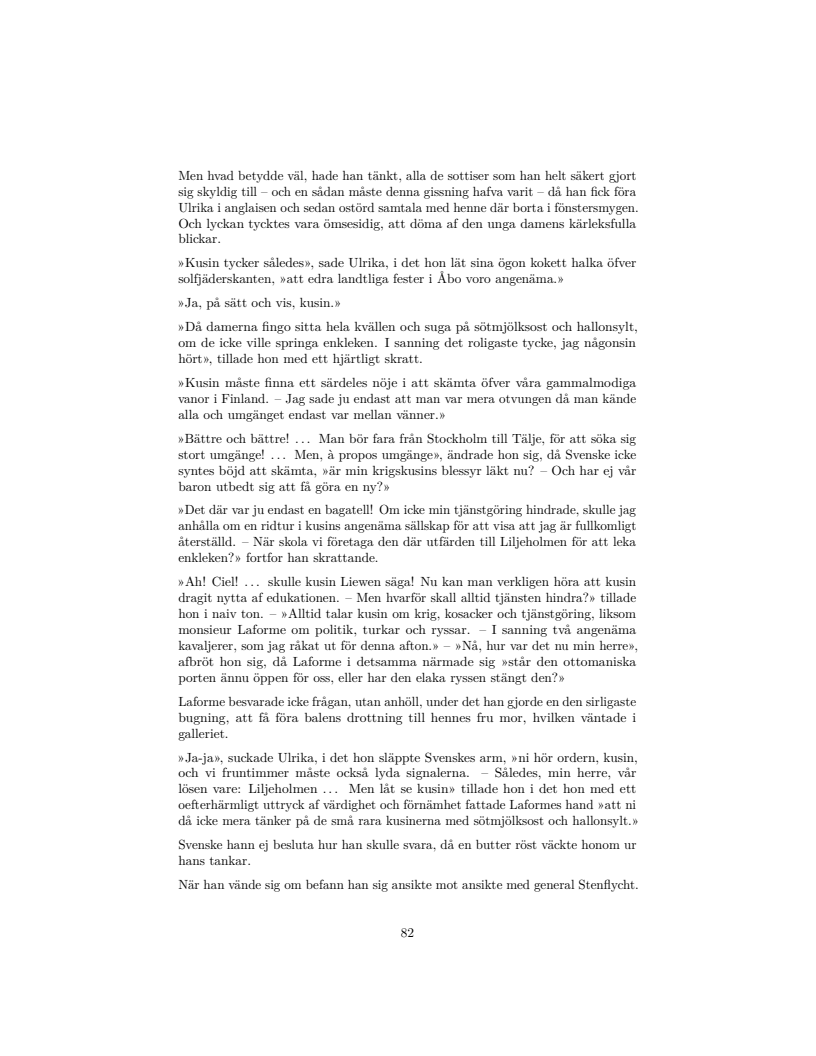 Men hvad betydde väl, hade han tänkt, alla de sottiser som han helt säkert gjort
sig skyldig till – och en sådan måste denna gissning hafva varit – då han fick föra
Ulrika i anglaisen och sedan ostörd samtala med henne där borta i fönstersmygen.
Och lyckan tycktes vara ömsesidig, att döma af den unga damens kärleksfulla
blickar.
»Kusin tycker således», sade Ulrika, i det hon lät sina ögon kokett halka öfver
solfjäderskanten, »att edra landtliga fester i Åbo voro angenäma.»
»Ja, på sätt och vis, kusin.»
»Då damerna fingo sitta hela kvällen och suga på sötmjölksost och hallonsylt,
om de icke ville springa enkleken. I sanning det roligaste tycke, jag någonsin
hört», tillade hon med ett hjärtligt skratt.
»Kusin måste finna ett särdeles nöje i att skämta öfver våra gammalmodiga
vanor i Finland. – Jag sade ju endast att man var mera otvungen då man kände
alla och umgänget endast var mellan vänner.»
»Bättre och bättre! ... Man bör fara från Stockholm till Tälje, för att söka sig
stort umgänge! ... Men, à propos umgänge», ändrade hon sig, då Svenske icke
syntes böjd att skämta, »är min krigskusins blessyr läkt nu? – Och har ej vår
baron utbedt sig att få göra en ny?»
»Det där var ju endast en bagatell! Om icke min tjänstgöring hindrade, skulle jag
anhålla om en ridtur i kusins angenäma sällskap för att visa att jag är fullkomligt
återställd. – När skola vi företaga den där utfärden till Liljeholmen för att leka
enkleken?» fortfor han skrattande.
»Ah! Ciel! ... skulle kusin Liewen säga! Nu kan man verkligen höra att kusin
dragit nytta af edukationen. – Men hvarför skall alltid tjänsten hindra?» tillade
hon i naiv ton. – »Alltid talar kusin om krig, kosacker och tjänstgöring, liksom
monsieur Laforme om politik, turkar och ryssar. – I sanning två angenäma
kavaljerer, som jag råkat ut för denna afton.» – »Nå, hur var det nu min herre»,
afbröt hon sig, då Laforme i detsamma närmade sig »står den ottomaniska
porten ännu öppen för oss, eller har den elaka ryssen stängt den?»
Laforme besvarade icke frågan, utan anhöll, under det han gjorde en den sirligaste
bugning, att få föra balens drottning till hennes fru mor, hvilken väntade i
galleriet.
»Ja-ja», suckade Ulrika, i det hon släppte Svenskes arm, »ni hör ordern, kusin,
och vi fruntimmer måste också lyda signalerna. – Således, min herre, vår
lösen vare: Liljeholmen ... Men låt se kusin» tillade hon i det hon med ett
oefterhärmligt uttryck af värdighet och förnämhet fattade Laformes hand »att ni
då icke mera tänker på de små rara kusinerna med sötmjölksost och hallonsylt.»
Svenske hann ej besluta hur han skulle svara, då en butter röst väckte honom ur
hans tankar.
När han vände sig om befann han sig ansikte mot ansikte med general Stenflycht.
82